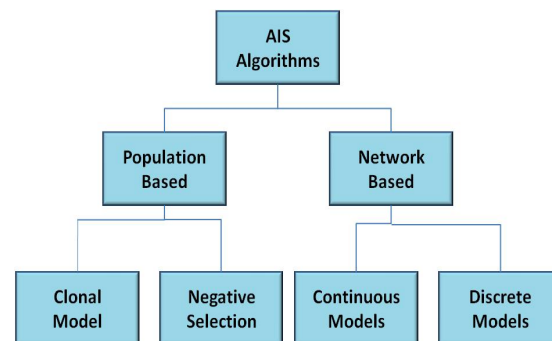 AIS
Algorithms
Population
Based
Network
Based
Clonal
Model
Negative
Selection
Continuous
Models
Discrete
Models